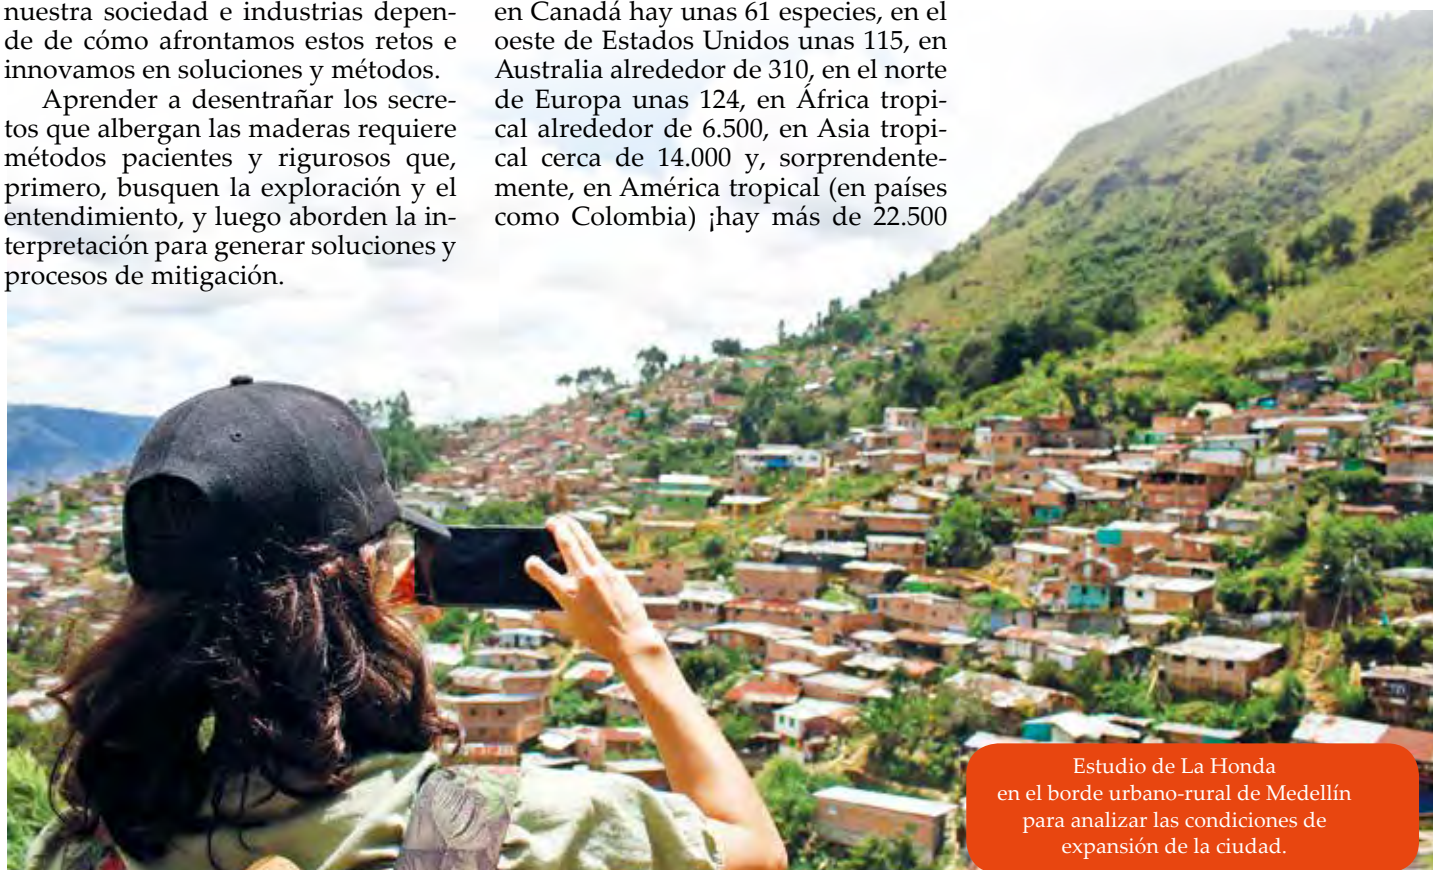 nuestra sociedad e industrias depen-
de de cómo afrontamos estos retos e
innovamos en soluciones y métodos.
Aprender a desentrañar los secre-
tos que albergan las maderas requiere
métodos pacientes y rigurosos que,
primero, busquen la exploración y el
entendimiento, y luego aborden la in-
terpretación para generar soluciones y
procesos de mitigación.
en Canadá hay unas 61 especies, en el
oeste de Estados Unidos unas 115, en
Australia alrededor de 310, en el norte
de Europa unas 124, en África tropi-
cal alrededor de 6.500, en Asia tropi-
cal cerca de 14.000 y, sorprendente-
mente, en América tropical (en países
como Colombia) ¡hay más de 22.500
Estudio de La Honda
en el borde urbano-rural de Medellín
para analizar las condiciones de
expansión de la ciudad.